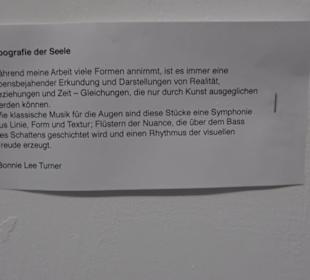 pografie der Seele
ährend meine Arbeit viele Formen annimmt, ist es immer eine
bensbejahender Erkundung und Darstellungen von Realität,
eziehungen und Zeit – Gleichungen, die nur durch Kunst ausgeglichen
erden können.
ie klassische Musik für die Augen sind diese Stücke eine Symphonie
us Linie, Form und Textur; Flüstern der Nuance, die über dem Bass
es Schattens geschichtet wird und einen Rhythmus der visuellen
reude erzeugt.
Bonnie Lee Turner